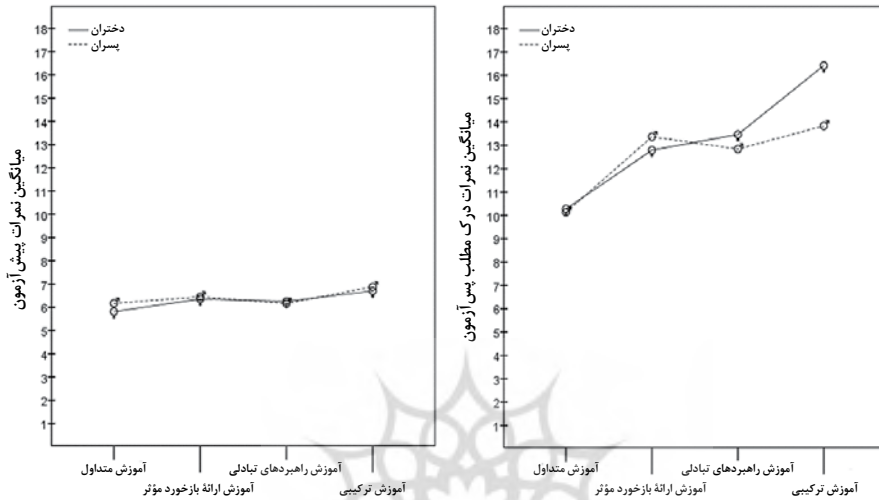 میانگین نمرات پیش آزمون
18
17
16
15
14
13
12
11
10
9
8
7
6
5
4
3
2
1
دختران
پسران
آموزش متداول
آموزش ارائهٔ بازخورد مؤثر
آموزش راهبردهای تبادلی
آموزش ترکیبی
میانگین نمرات درک مطلب پس آزمون
18
17
16
15
14
13
12
11
10
9
8
7
6
5
4
3
2
1
دختران
پسران
آموزش متداول
آموزش ارائهٔ بازخورد مؤثر
آموزش راهبردهای تبادلی
آموزش ترکیبی